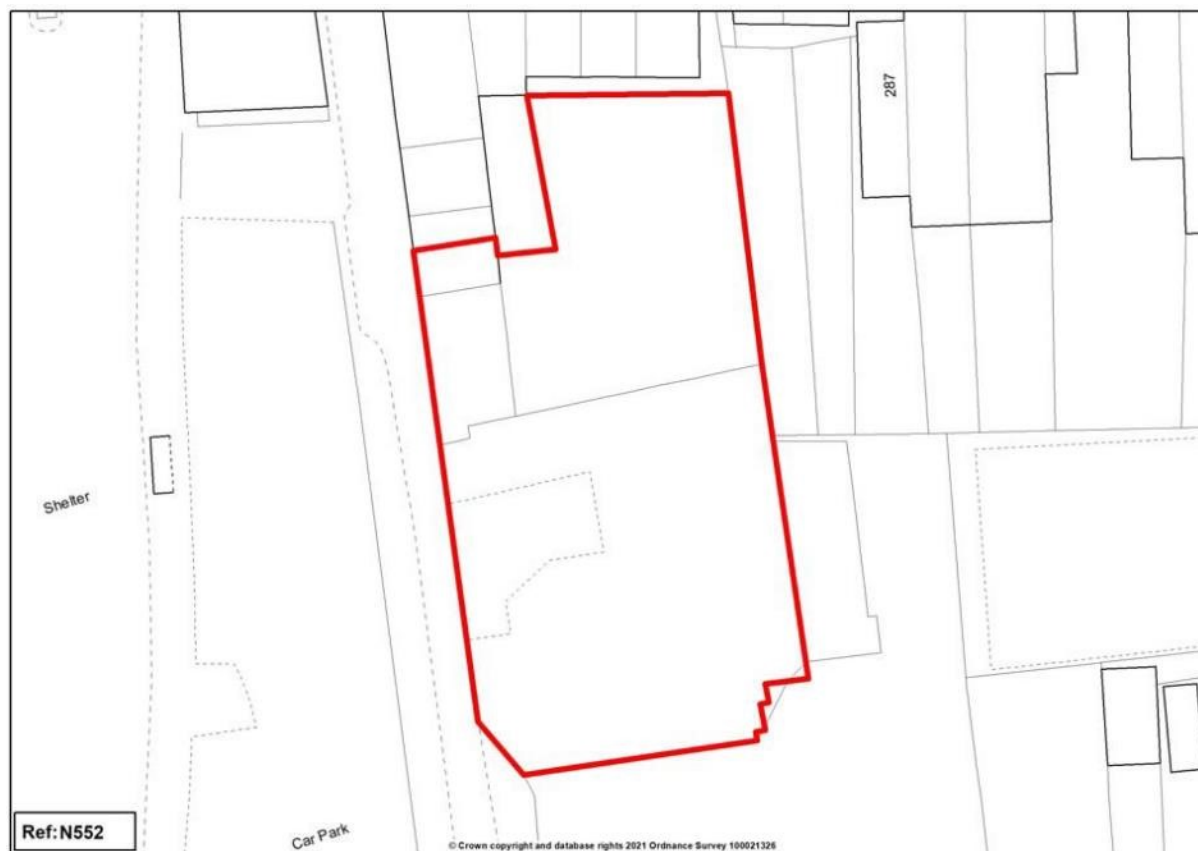 287
Shelter
Ref:N552
Car Park
© Crown copyright and database rights 2021 Ordnance Survey 100021326